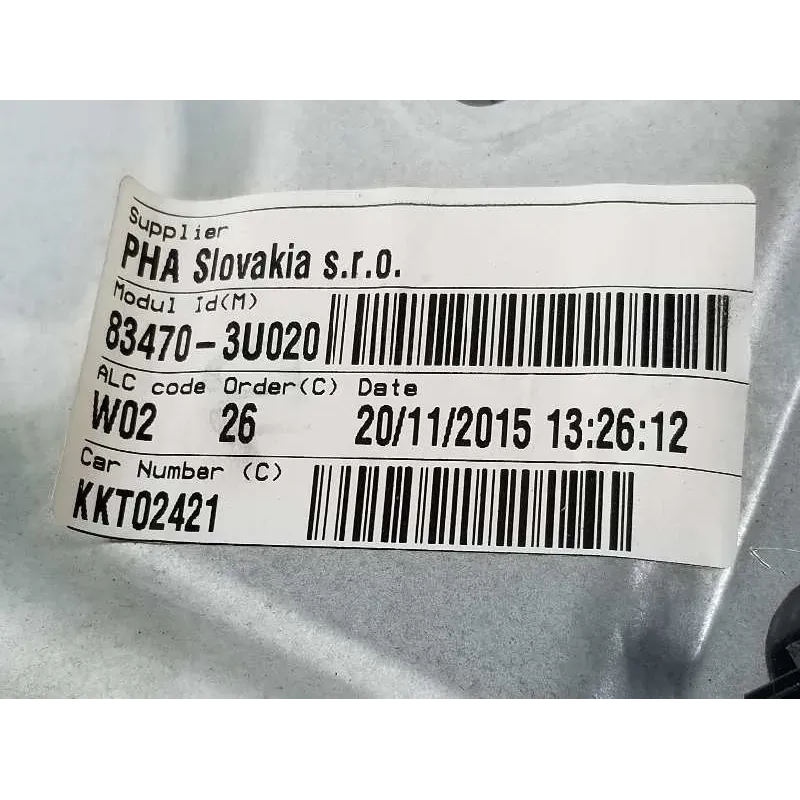 Supplier
PHA Slovakia s.r.o.
Modul Id(M)
83470-3U020
ALC code Order(C) Date
W02 26 20/11/2015 13:26:12
Car Number (C)
KKT02421